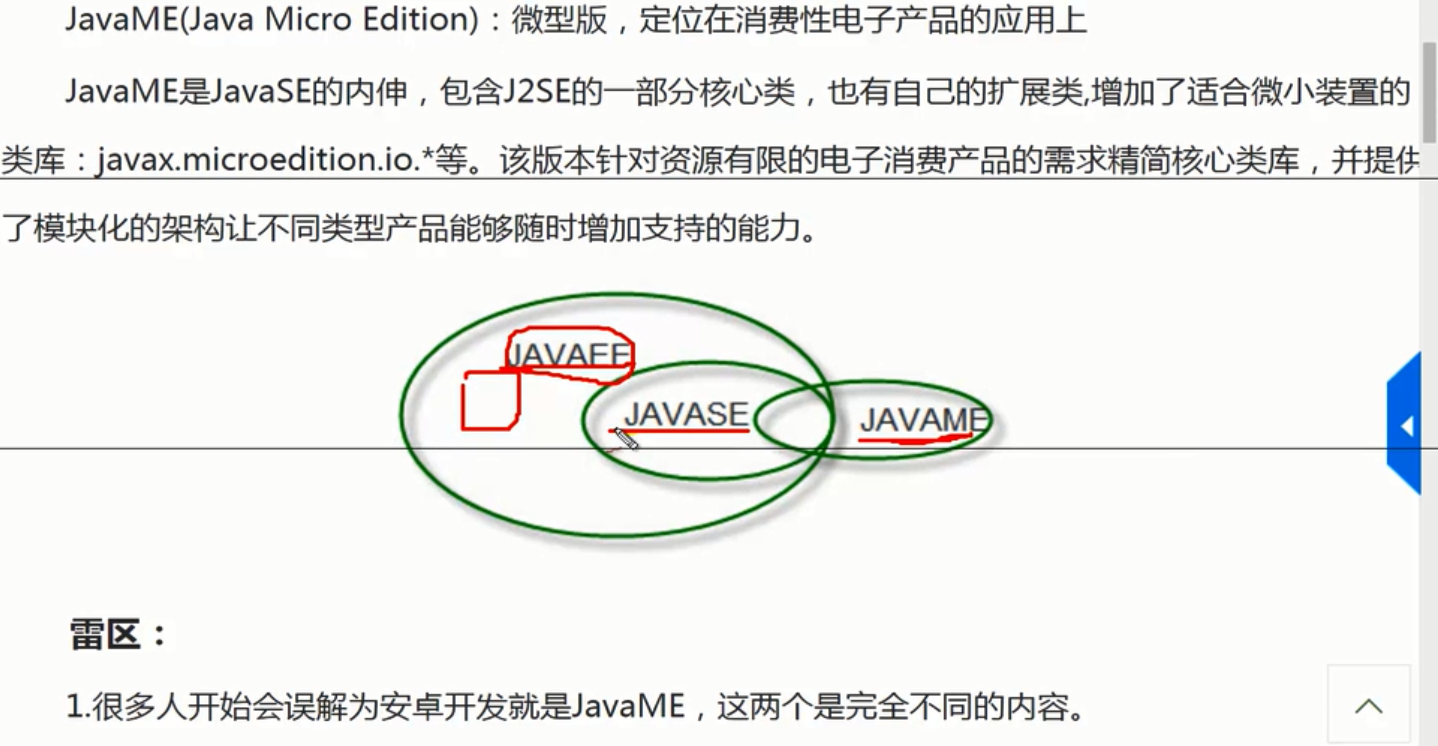 JavaME(Java Micro Edition)：微型版，定位在消费性电子产品的应用上
JavaME是JavaSE的内伸，包含J2SE的一部分核心类，也有自己的扩展类,增加了适合微小装置的
类库：javax.microedition.io.*等。该版本针对资源有限的电子消费产品的需求精简核心类库，并提供
了模块化的架构让不同类型产品能够随时增加支持的能力。
JAVAEE
JAVASE
JAVAME
雷区：
1.很多人开始会误解为安卓开发就是JavaME，这两个是完全不同的内容。